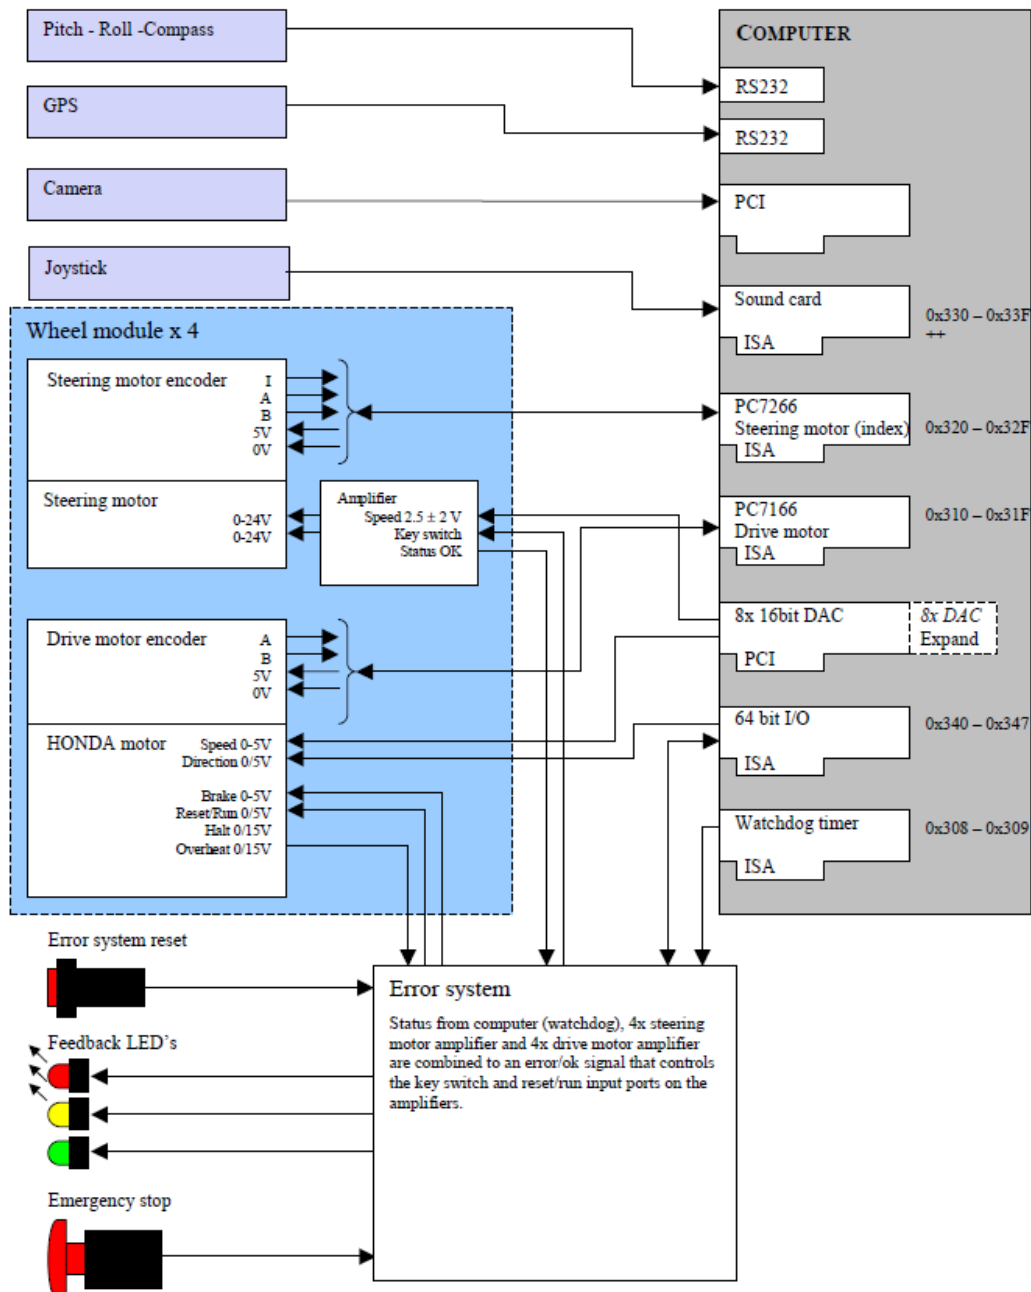 Pitch - Roll -Compass
GPS
Camera
Joystick
COMPUTER
RS232
RS232
PCI
Sound card
ISA
0x330 – 0x33F
++
PC7266
Steering motor (index)
ISA
0x320 – 0x32F
PC7166
Drive motor
ISA
0x310 – 0x31F
8x 16bit DAC
PCI
8x DAC
Expand
64 bit I/O
ISA
0x340 – 0x347
Watchdog timer
ISA
0x308 – 0x309
Wheel module x 4
Steering motor encoder
I
A
B
5V
0V
Steering motor
0-24V
0-24V
Amplifier
Speed 2.5 ± 2 V
Key switch
Status OK
Drive motor encoder
A
B
5V
0V
HONDA motor
Speed 0-5V
Direction 0/5V
Brake 0-5V
Reset/Run 0/5V
Halt 0/15V
Overheat 0/15V
Error system reset
Feedback LED's
Emergency stop
Error system
Status from computer (watchdog), 4x steering
motor amplifier and 4x drive motor amplifier
are combined to an error/ok signal that controls
the key switch and reset/run input ports on the
amplifiers.